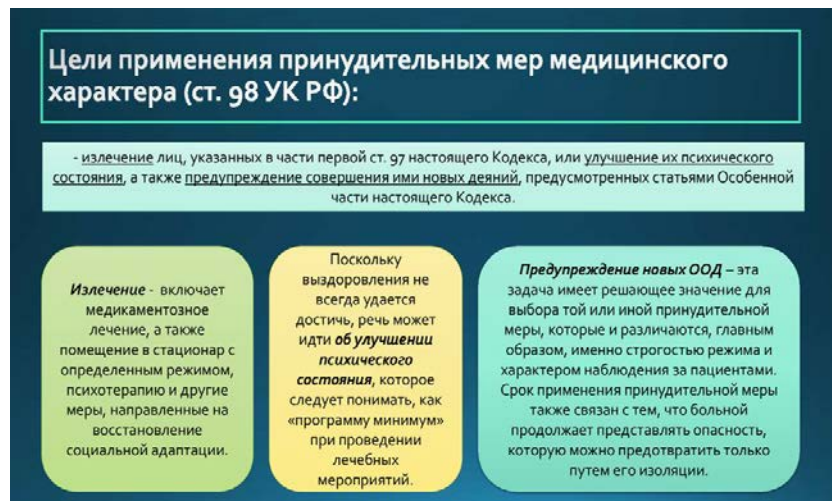 Цели применения принудительных мер медицинского
характера (ст. 98 УК РФ):
- излечение лиц, указанных в части первой ст. 97 настоящего Кодекса, или улучшение их психического
состояния, а также предупреждение совершения ими новых деяний, предусмотренных статьями Особенной
части настоящего Кодекса.
Излечение - включает
медикаментозное
лечение, а также
помещение в стационар с
определенным режимом,
психотерапию и другие
меры, направленные на
восстановление
социальной адаптации.
Поскольку
выздоровления не
всегда удается
достичь, речь может
идти об улучшении
психического
состояния, которое
следует понимать, как
«программу минимум»
при проведении
лечебных
мероприятий.
Предупреждение новых ООД – эта
задача имеет решающее значение для
выбора той или иной принудительной
меры, которые и различаются, главным
образом, именно строгостью режима и
характером наблюдения за пациентами.
Срок применения принудительной меры
также связан с тем, что больной
продолжает представлять опасность,
которую можно предотвратить только
путем его изоляции.